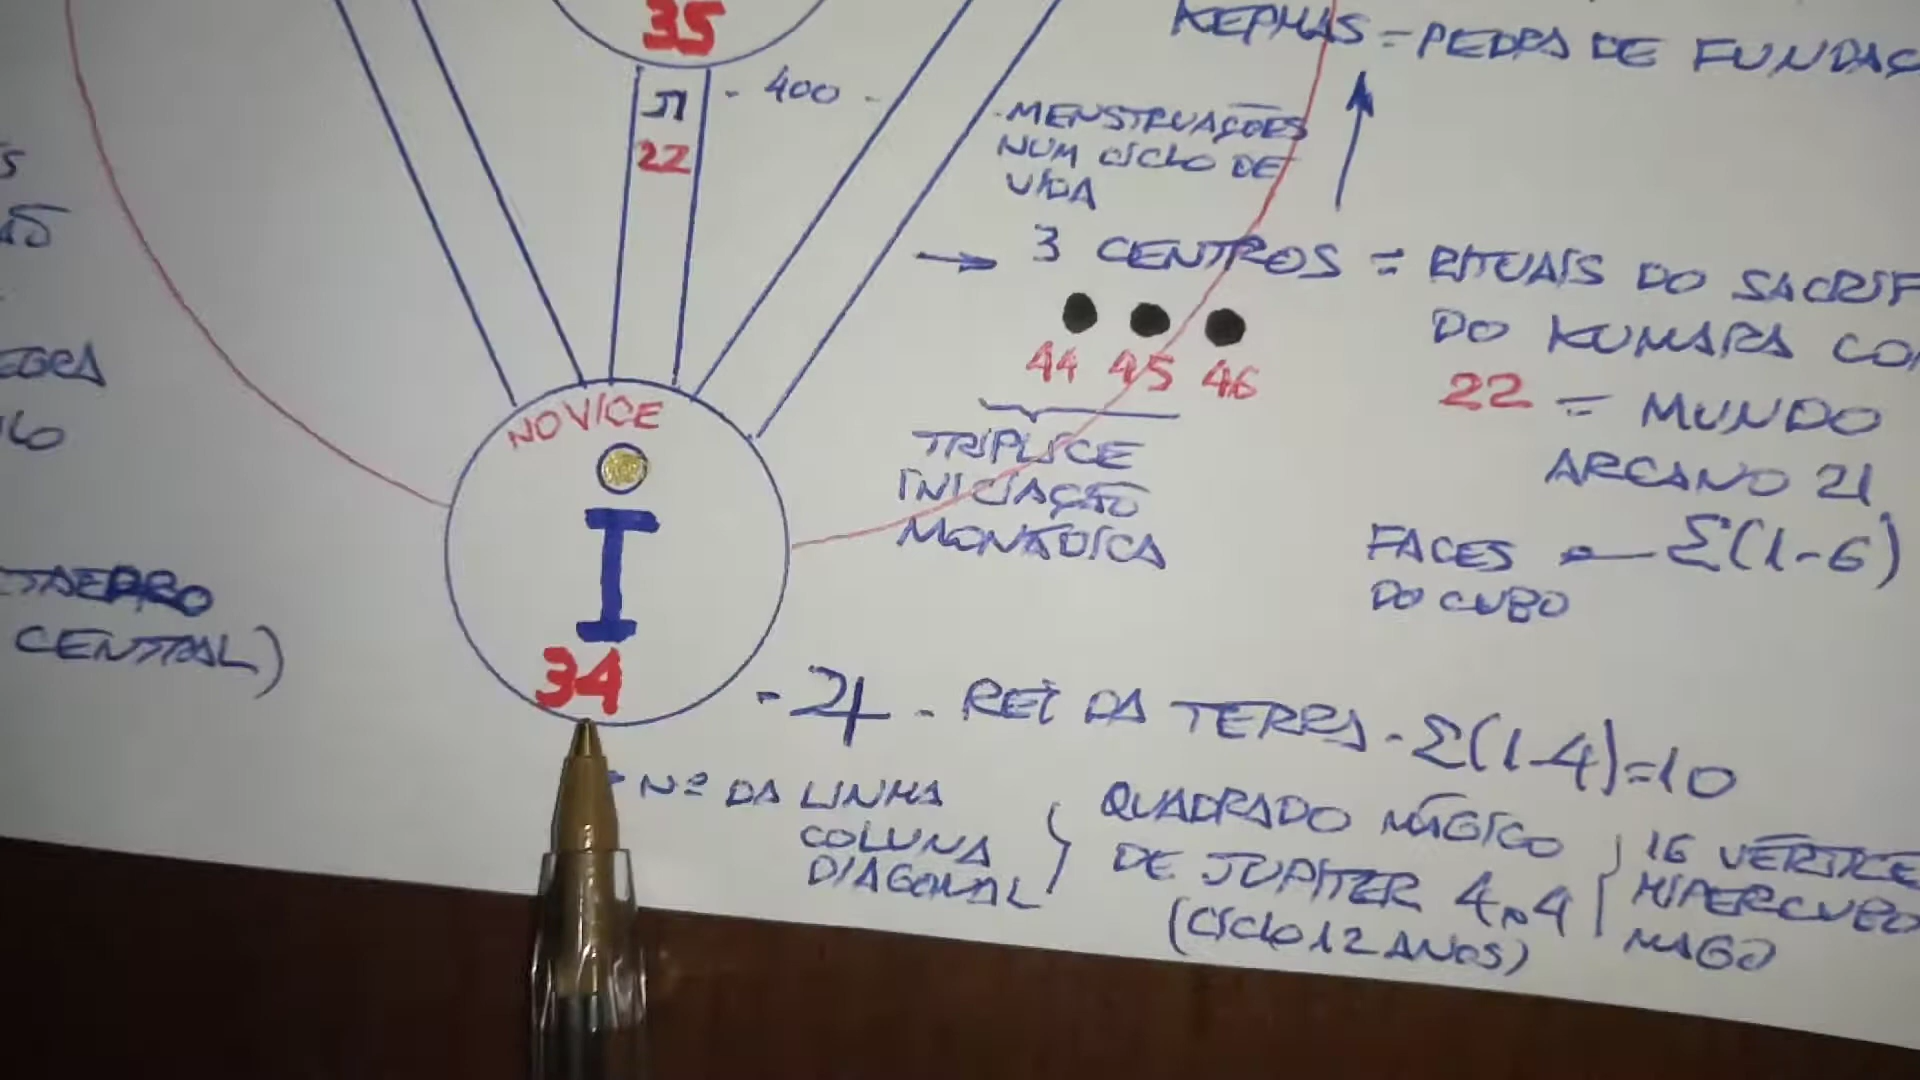 35
ת - 400 -
22
NOVICE
I
34
KEPHAS = PEDRA DE FUNDAÇ
- MENSTRUAÇÕES
NUM CICLO DE
VIDA
→ 3 CENTROS = RITUAIS DO SACRIF
DO KUMARA CO
44 45 46
22 = MUNDO
ARCANO 21
TRÍPLICE
INICIAÇÃO
MONÁDICA
FACES Σ(1-6)
DO CUBO
CENTRAL)
- ♃ - REI DA TERRA - Σ(1-4)=10
Nº DA LINHA
COLUNA
DIAGONAL
QUADRADO MÁGICO
DE JUPITER 4x4
(CICLO 12 ANOS)
16 VÉRTICE
HIPERCUBO
MAGO